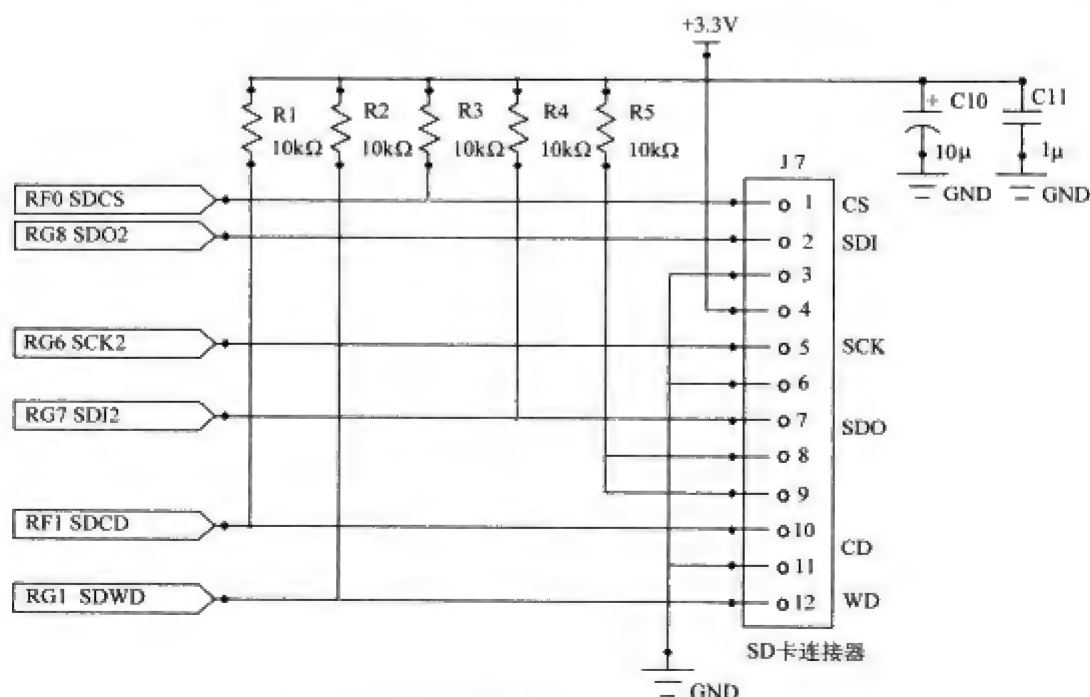 +3.3V
R1
10kΩ
R2
10kΩ
R3
10kΩ
R4
10kΩ
R5
10kΩ
+ C10
10μ
GND
C11
1μ
GND
J7
RF0 SDCS
1 CS
RG8 SDO2
2 SDI
3
4
RG6 SCK2
5 SCK
6
RG7 SDI2
7 SDO
8
9
RF1 SDCD
10
CD
11
RG1 SDWD
12 WD
SD卡连接器
GND